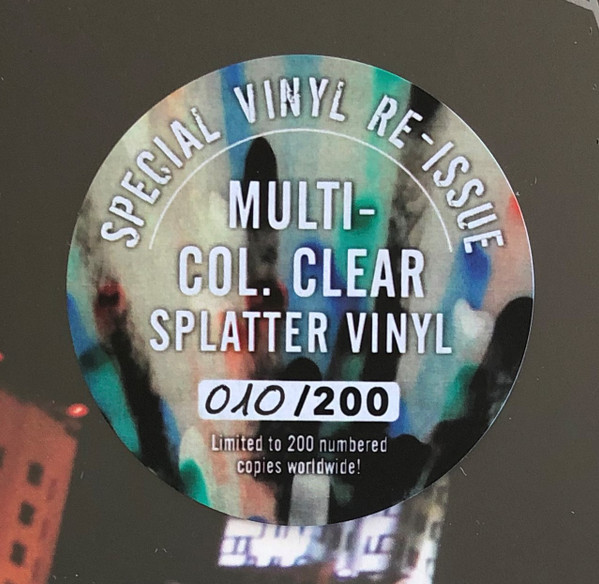 SPECIAL VINYL RE-ISSUE
MULTI-
COL. CLEAR
SPLATTER VINYL
010/200
Limited to 200 numbered
copies worldwide!